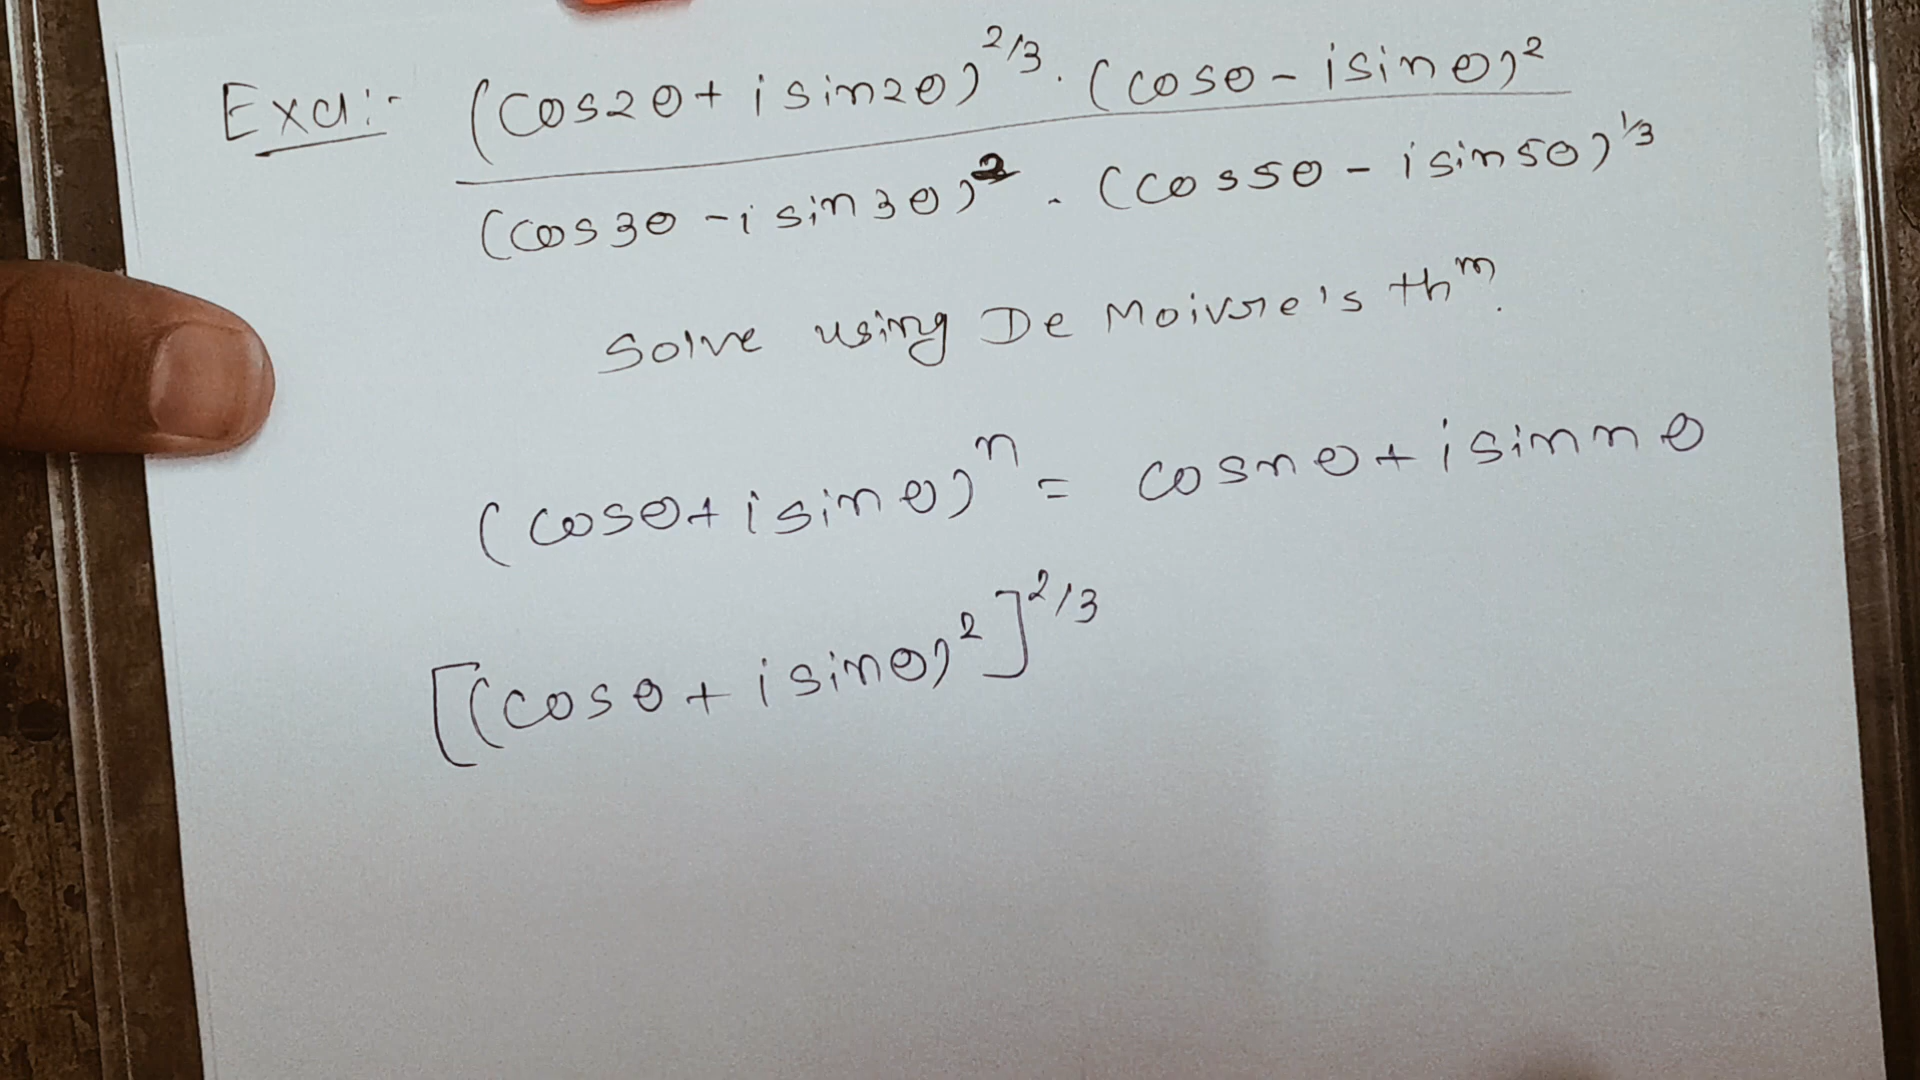 Exa:- (cos2θ + i sin2θ)^2/3 . (cosθ - i sinθ)^2
(cos3θ - i sin3θ)^2 . (cos5θ - i sin5θ)^1/3
Solve using De Moivre's th^m.
(cosθ + i sinθ)^n = cosnθ + i sinnθ
[(cosθ + i sinθ)^2]^2/3